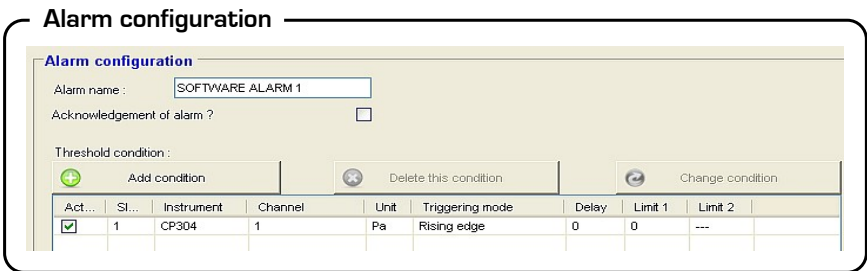 Alarm configuration
Alarm configuration
Alarm name : SOFTWARE ALARM 1
Acknowledgement of alarm ?
Threshold condition :
Add condition Delete this condition Change condition
Act... Sl... Instrument Channel Unit Triggering mode Delay Limit 1 Limit 2
1 CP304 1 Pa Rising edge 0 0 ---